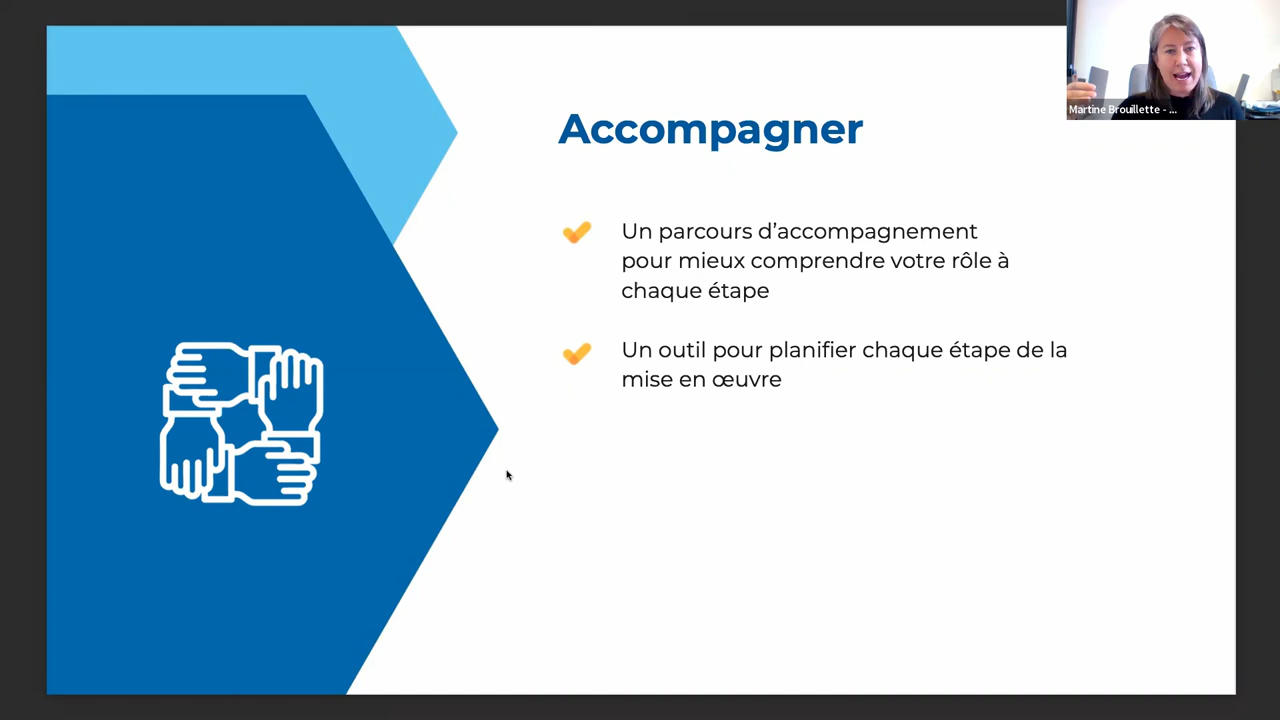 Accompagner
Martine Brouillette - ...
Un parcours d’accompagnement
pour mieux comprendre votre rôle à
chaque étape
Un outil pour planifier chaque étape de la
mise en œuvre